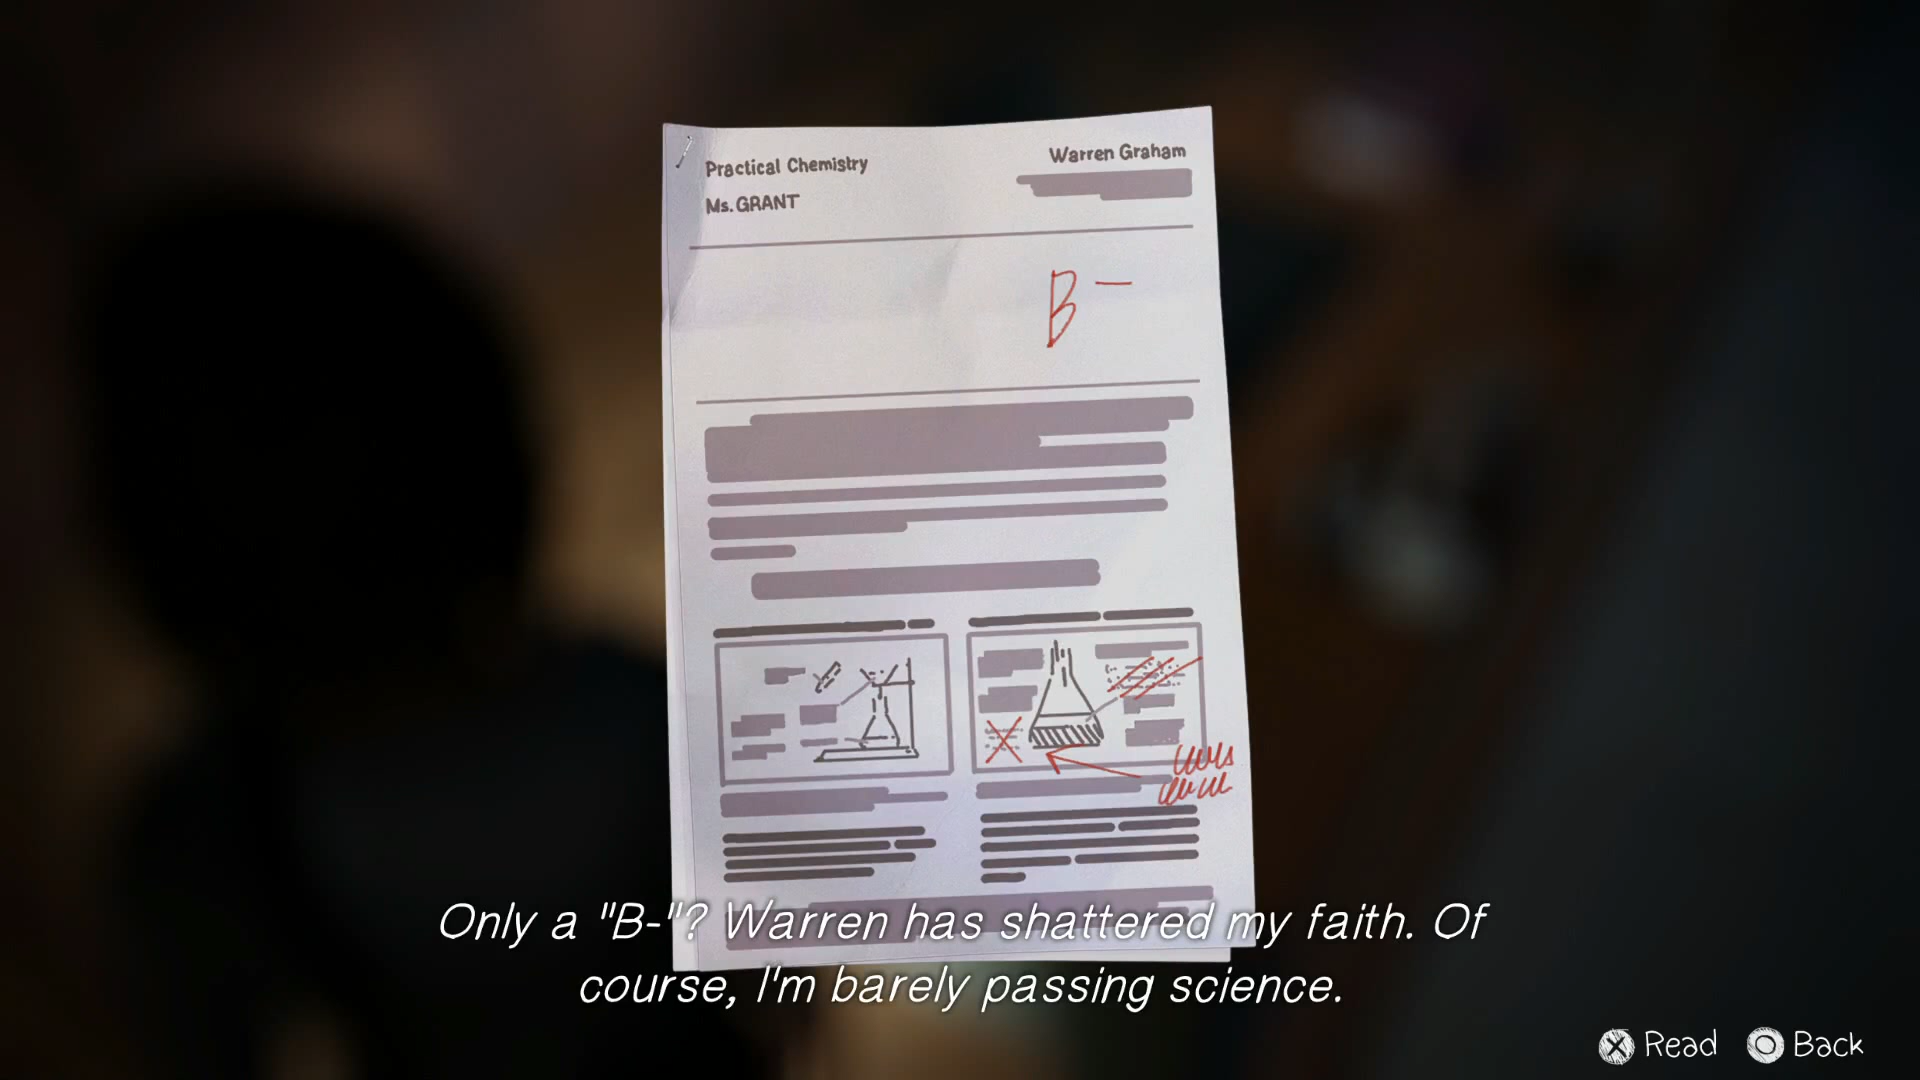 Practical Chemistry
Warren Graham
Ms. GRANT
B-
Only a "B-"? Warren has shattered my faith. Of
course, I'm barely passing science.
Read
Back